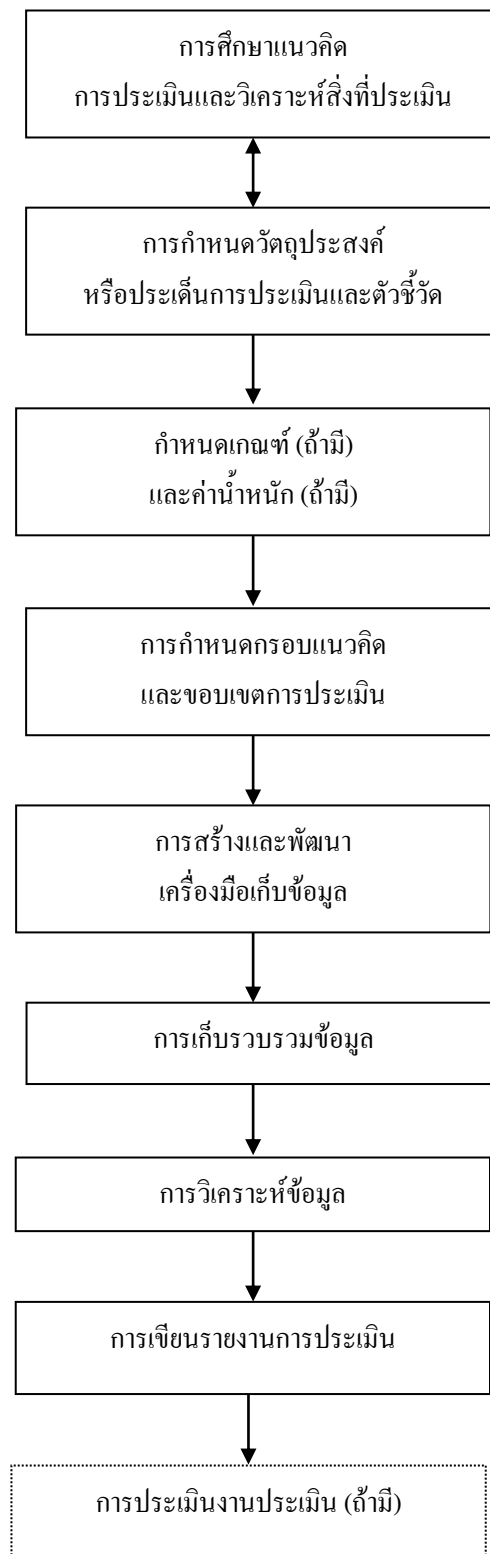 การศึกษาแนวคิด
การประเมินและวิเคราะห์สิ่งที่ประเมิน
การกำหนดวัตถุประสงค์
หรือประเด็นการประเมินและตัวชี้วัด
กำหนดเกณฑ์ (ถ้ามี)
และค่าน้ำหนัก (ถ้ามี)
การกำหนดกรอบแนวคิด
และขอบเขตการประเมิน
การสร้างและพัฒนา
เครื่องมือเก็บข้อมูล
การเก็บรวบรวมข้อมูล
การวิเคราะห์ข้อมูล
การเขียนรายงานการประเมิน
การประเมินงานประเมิน (ถ้ามี)